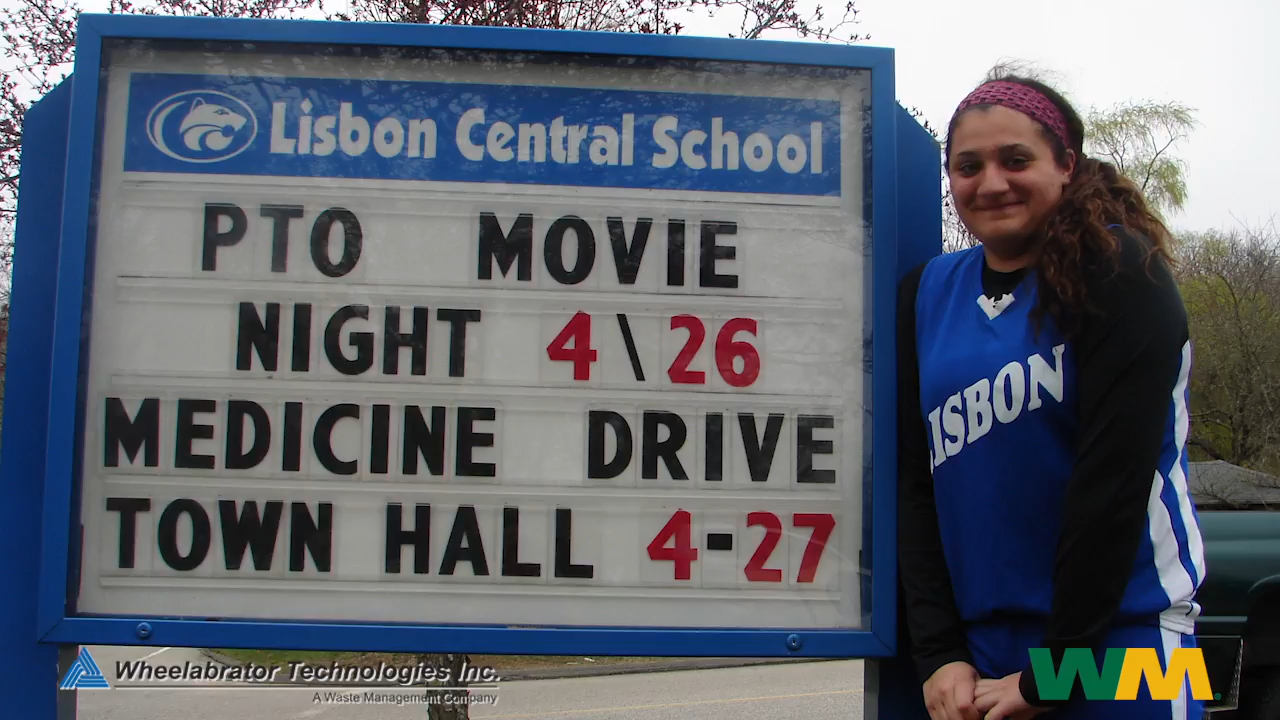 Lisbon Central School
PTO MOVIE
NIGHT 4\26
MEDICINE DRIVE
TOWN HALL 4-27
LISBON
Wheelabrator Technologies Inc.
A Waste Management Company
WM